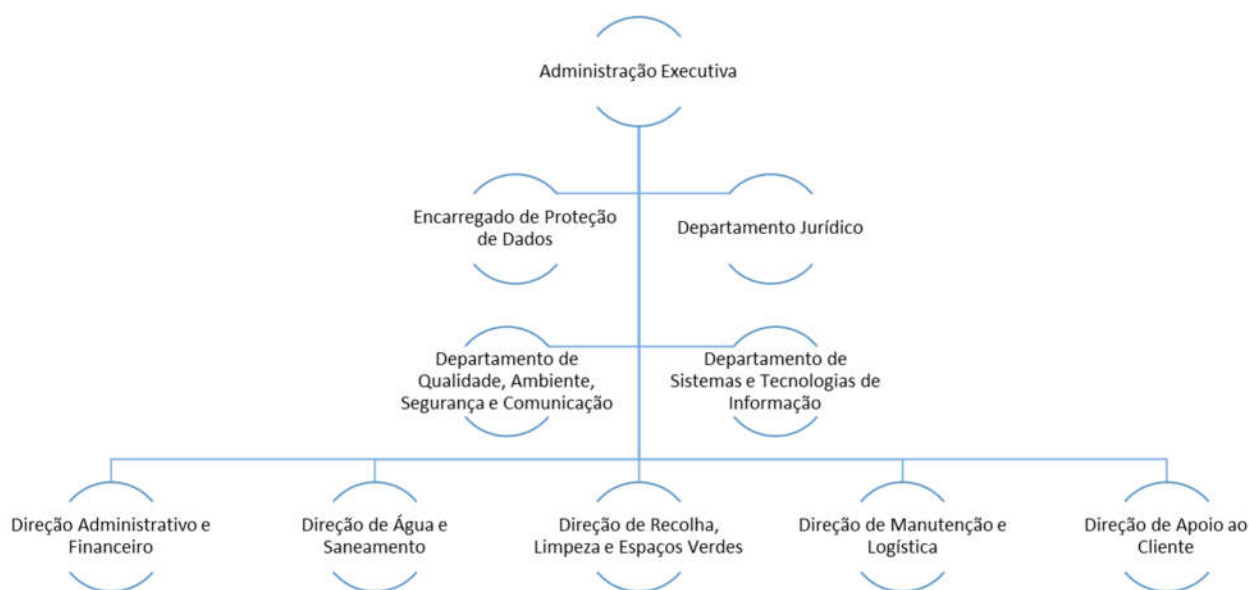 Administração Executiva
Encarregado de Proteção
de Dados
Departamento Jurídico
Departamento de
Qualidade, Ambiente,
Segurança e Comunicação
Departamento de
Sistemas e Tecnologias de
Informação
Direção Administrativo e
Financeiro
Direção de Água e
Saneamento
Direção de Recolha,
Limpeza e Espaços Verdes
Direção de Manutenção e
Logística
Direção de Apoio ao
Cliente